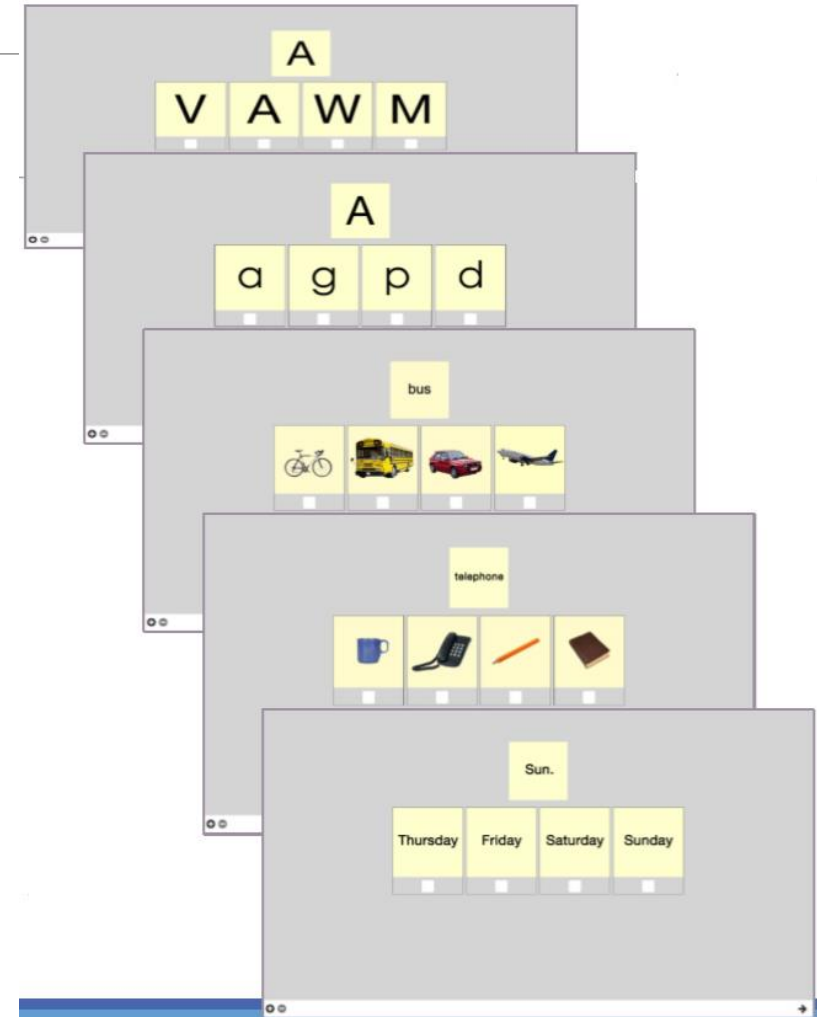 A
V A W M
A
a g p d
bus
telephone
Sun.
Thursday Friday Saturday Sunday